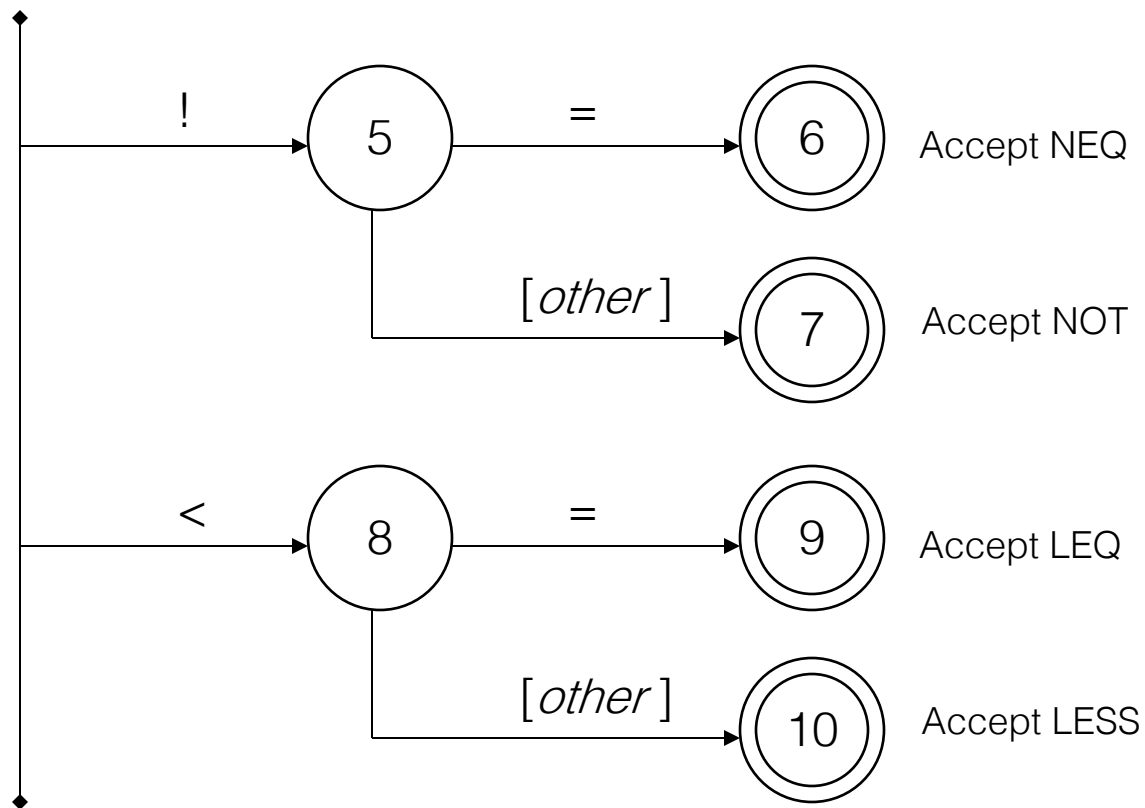 !
5
=
6
Accept NEQ
[other ]
7
Accept NOT
<
8
=
9
Accept LEQ
[other ]
10
Accept LESS